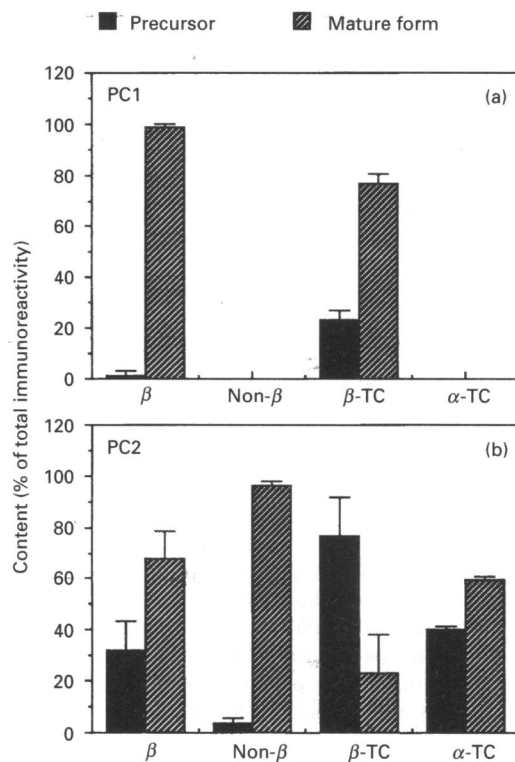 Precursor Mature form
120
PC1 (a)
100
80
60
40
20
0
β Non-β β-TC α-TC
Content (% of total immunoreactivity)
120
PC2 (b)
100
80
60
40
20
0
β Non-β β-TC α-TC